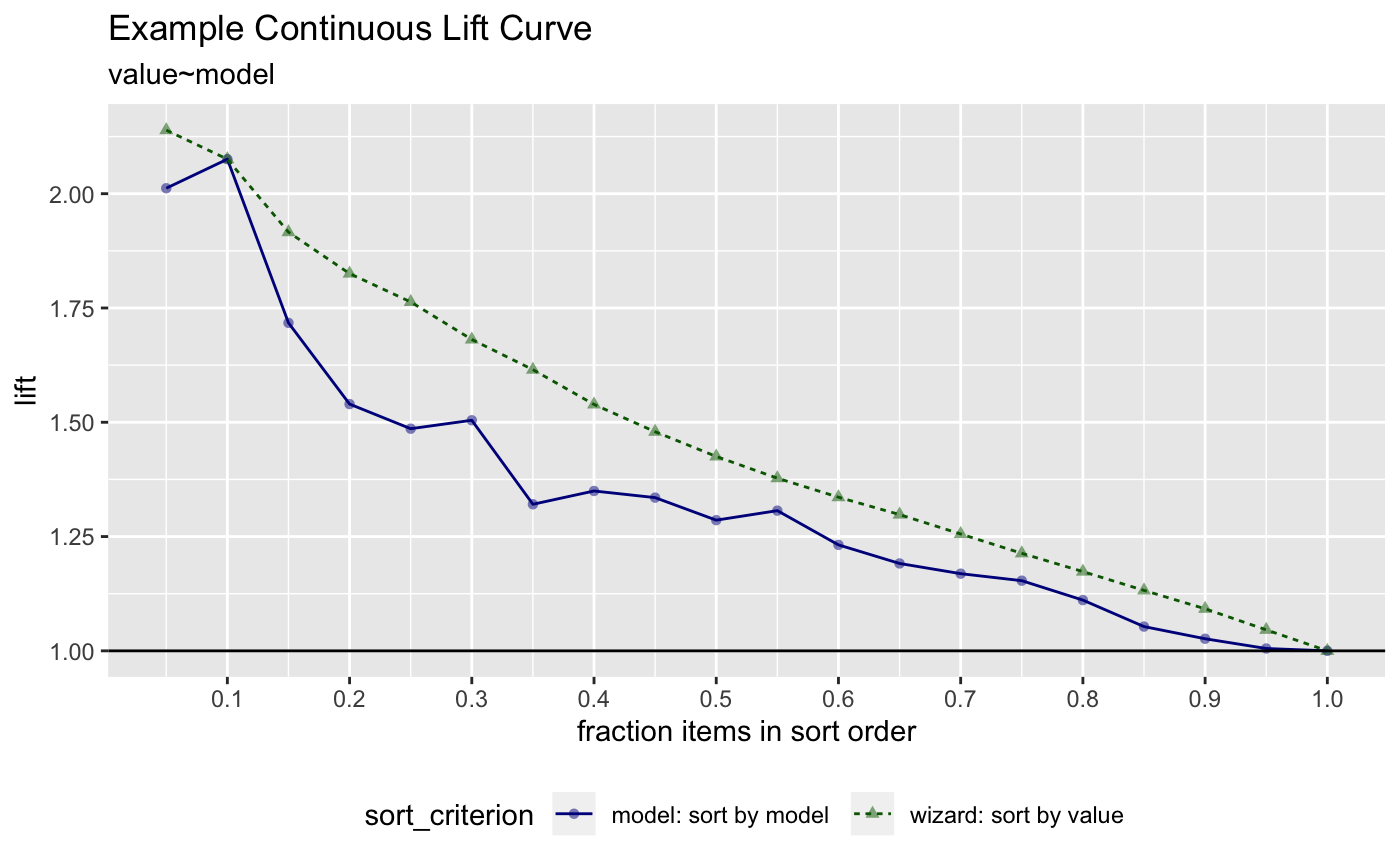 Example Continuous Lift Curve
value~model
lift
2.00
1.75
1.50
1.25
1.00
0.1 0.2 0.3 0.4 0.5 0.6 0.7 0.8 0.9 1.0
fraction items in sort order
sort_criterion model: sort by model wizard: sort by value